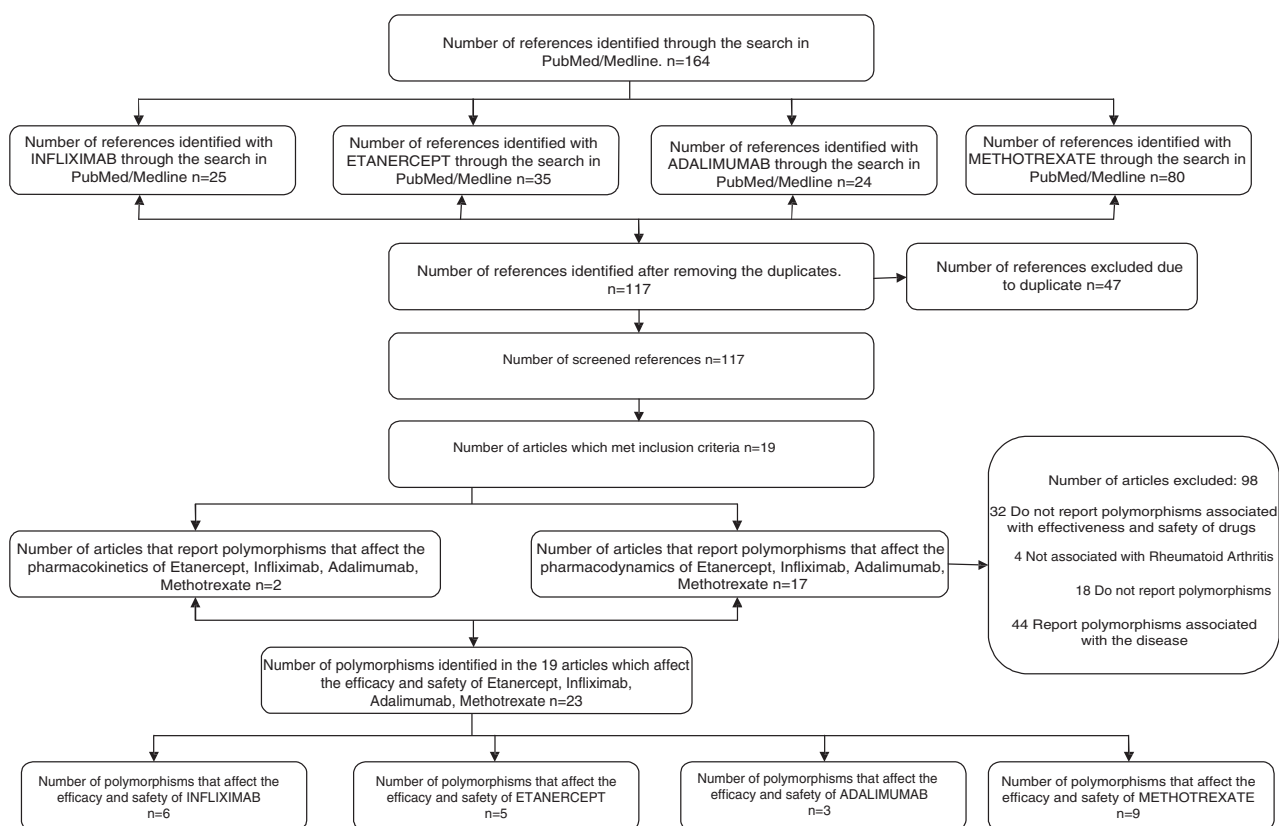 Number of references identified through the search in
PubMed/Medline. n=164
Number of references identified with
INFLIXIMAB through the search in
PubMed/Medline n=25
Number of references identified with
ETANERCEPT through the search in
PubMed/Medline n=35
Number of references identified with
ADALIMUMAB through the search in
PubMed/Medline n=24
Number of references identified with
METHOTREXATE through the search in
PubMed/Medline n=80
Number of references identified after removing the duplicates.
n=117
Number of references excluded due
to duplicate n=47
Number of screened references n=117
Number of articles which met inclusion criteria n=19
Number of articles excluded: 98
32 Do not report polymorphisms associated
with effectiveness and safety of drugs
4 Not associated with Rheumatoid Arthritis
18 Do not report polymorphisms
44 Report polymorphisms associated
with the disease
Number of articles that report polymorphisms that affect the
pharmacokinetics of Etanercept, Infliximab, Adalimumab,
Methotrexate n=2
Number of articles that report polymorphisms that affect the
pharmacodynamics of Etanercept, Infliximab, Adalimumab,
Methotrexate n=17
Number of polymorphisms identified in the 19 articles which affect
the efficacy and safety of Etanercept, Infliximab,
Adalimumab, Methotrexate n=23
Number of polymorphisms that affect the
efficacy and safety of INFLIXIMAB
n=6
Number of polymorphisms that affect the
efficacy and safety of ETANERCEPT
n=5
Number of polymorphisms that affect the
efficacy and safety of ADALIMUMAB
n=3
Number of polymorphisms that affect the
efficacy and safety of METHOTREXATE
n=9